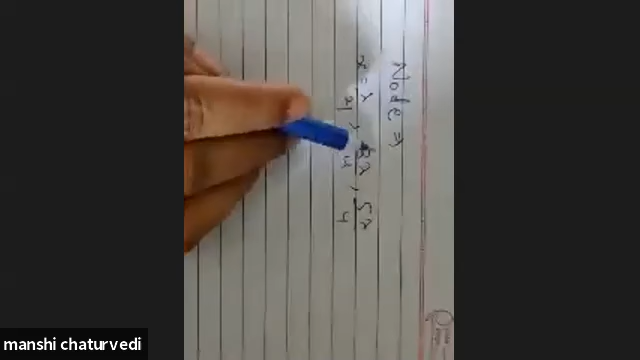 Node ⇒
x = λ/4, 3λ/4, 5λ/4
manshi chaturvedi